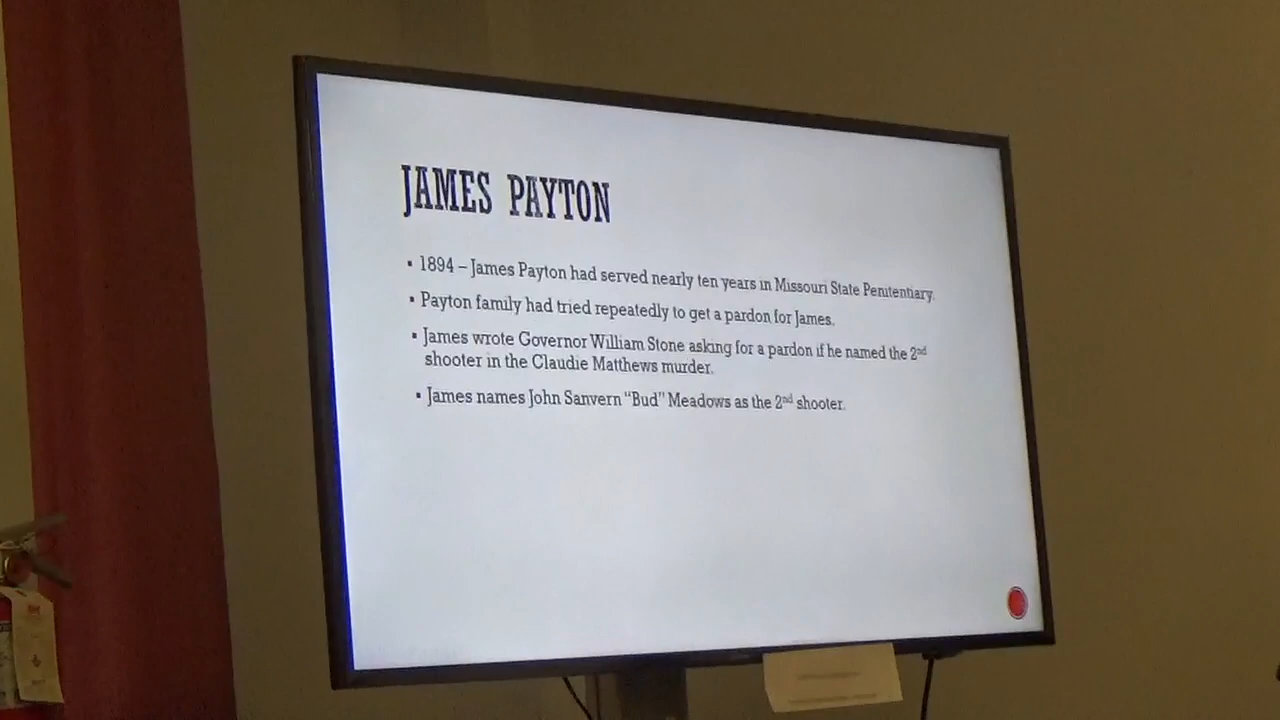 JAMES PAYTON
▪ 1894 – James Payton had served nearly ten years in Missouri State Penitentiary.
▪ Payton family had tried repeatedly to get a pardon for James.
▪ James wrote Governor William Stone asking for a pardon if he named the 2nd
shooter in the Claudie Matthews murder.
▪ James names John Sanvern "Bud" Meadows as the 2nd shooter.